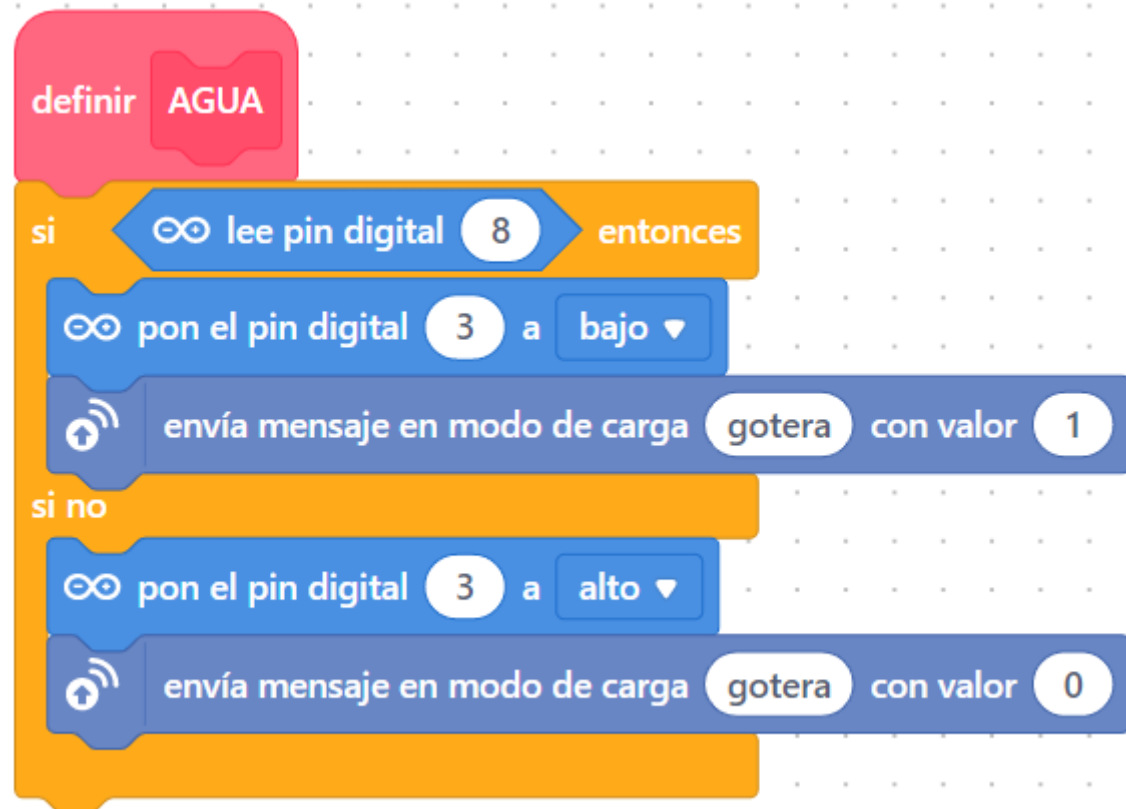 definir AGUA
si lee pin digital 8 entonces
pon el pin digital 3 a bajo
envía mensaje en modo de carga gotera con valor 1
si no
pon el pin digital 3 a alto
envía mensaje en modo de carga gotera con valor 0